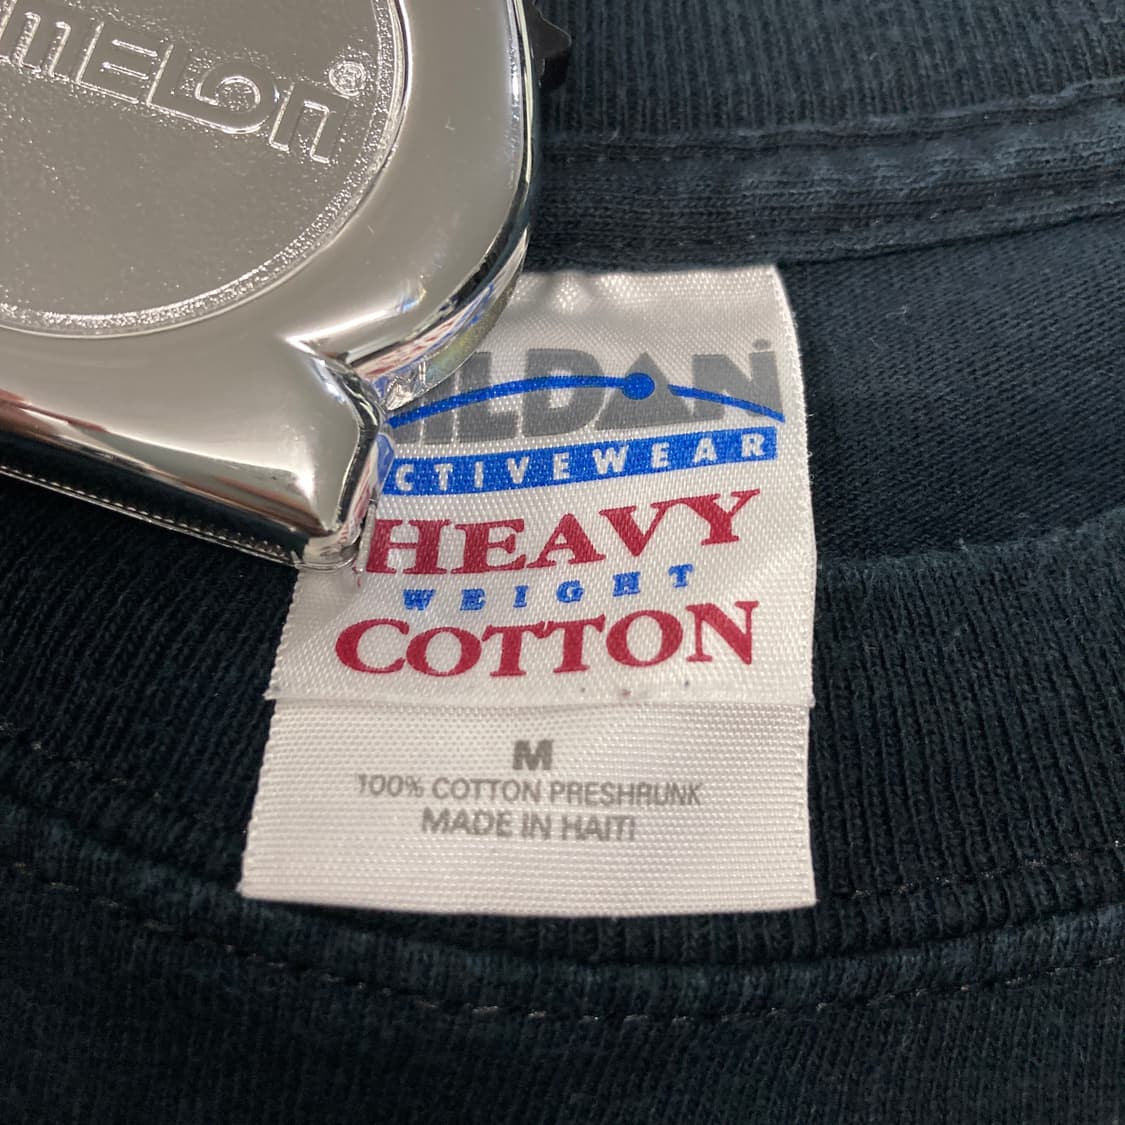 mELON®
ILDAN
CTIVEWEAR
HEAVY
WEIGHT
COTTON
M
100% COTTON PRESHRUNK
MADE IN HAITI